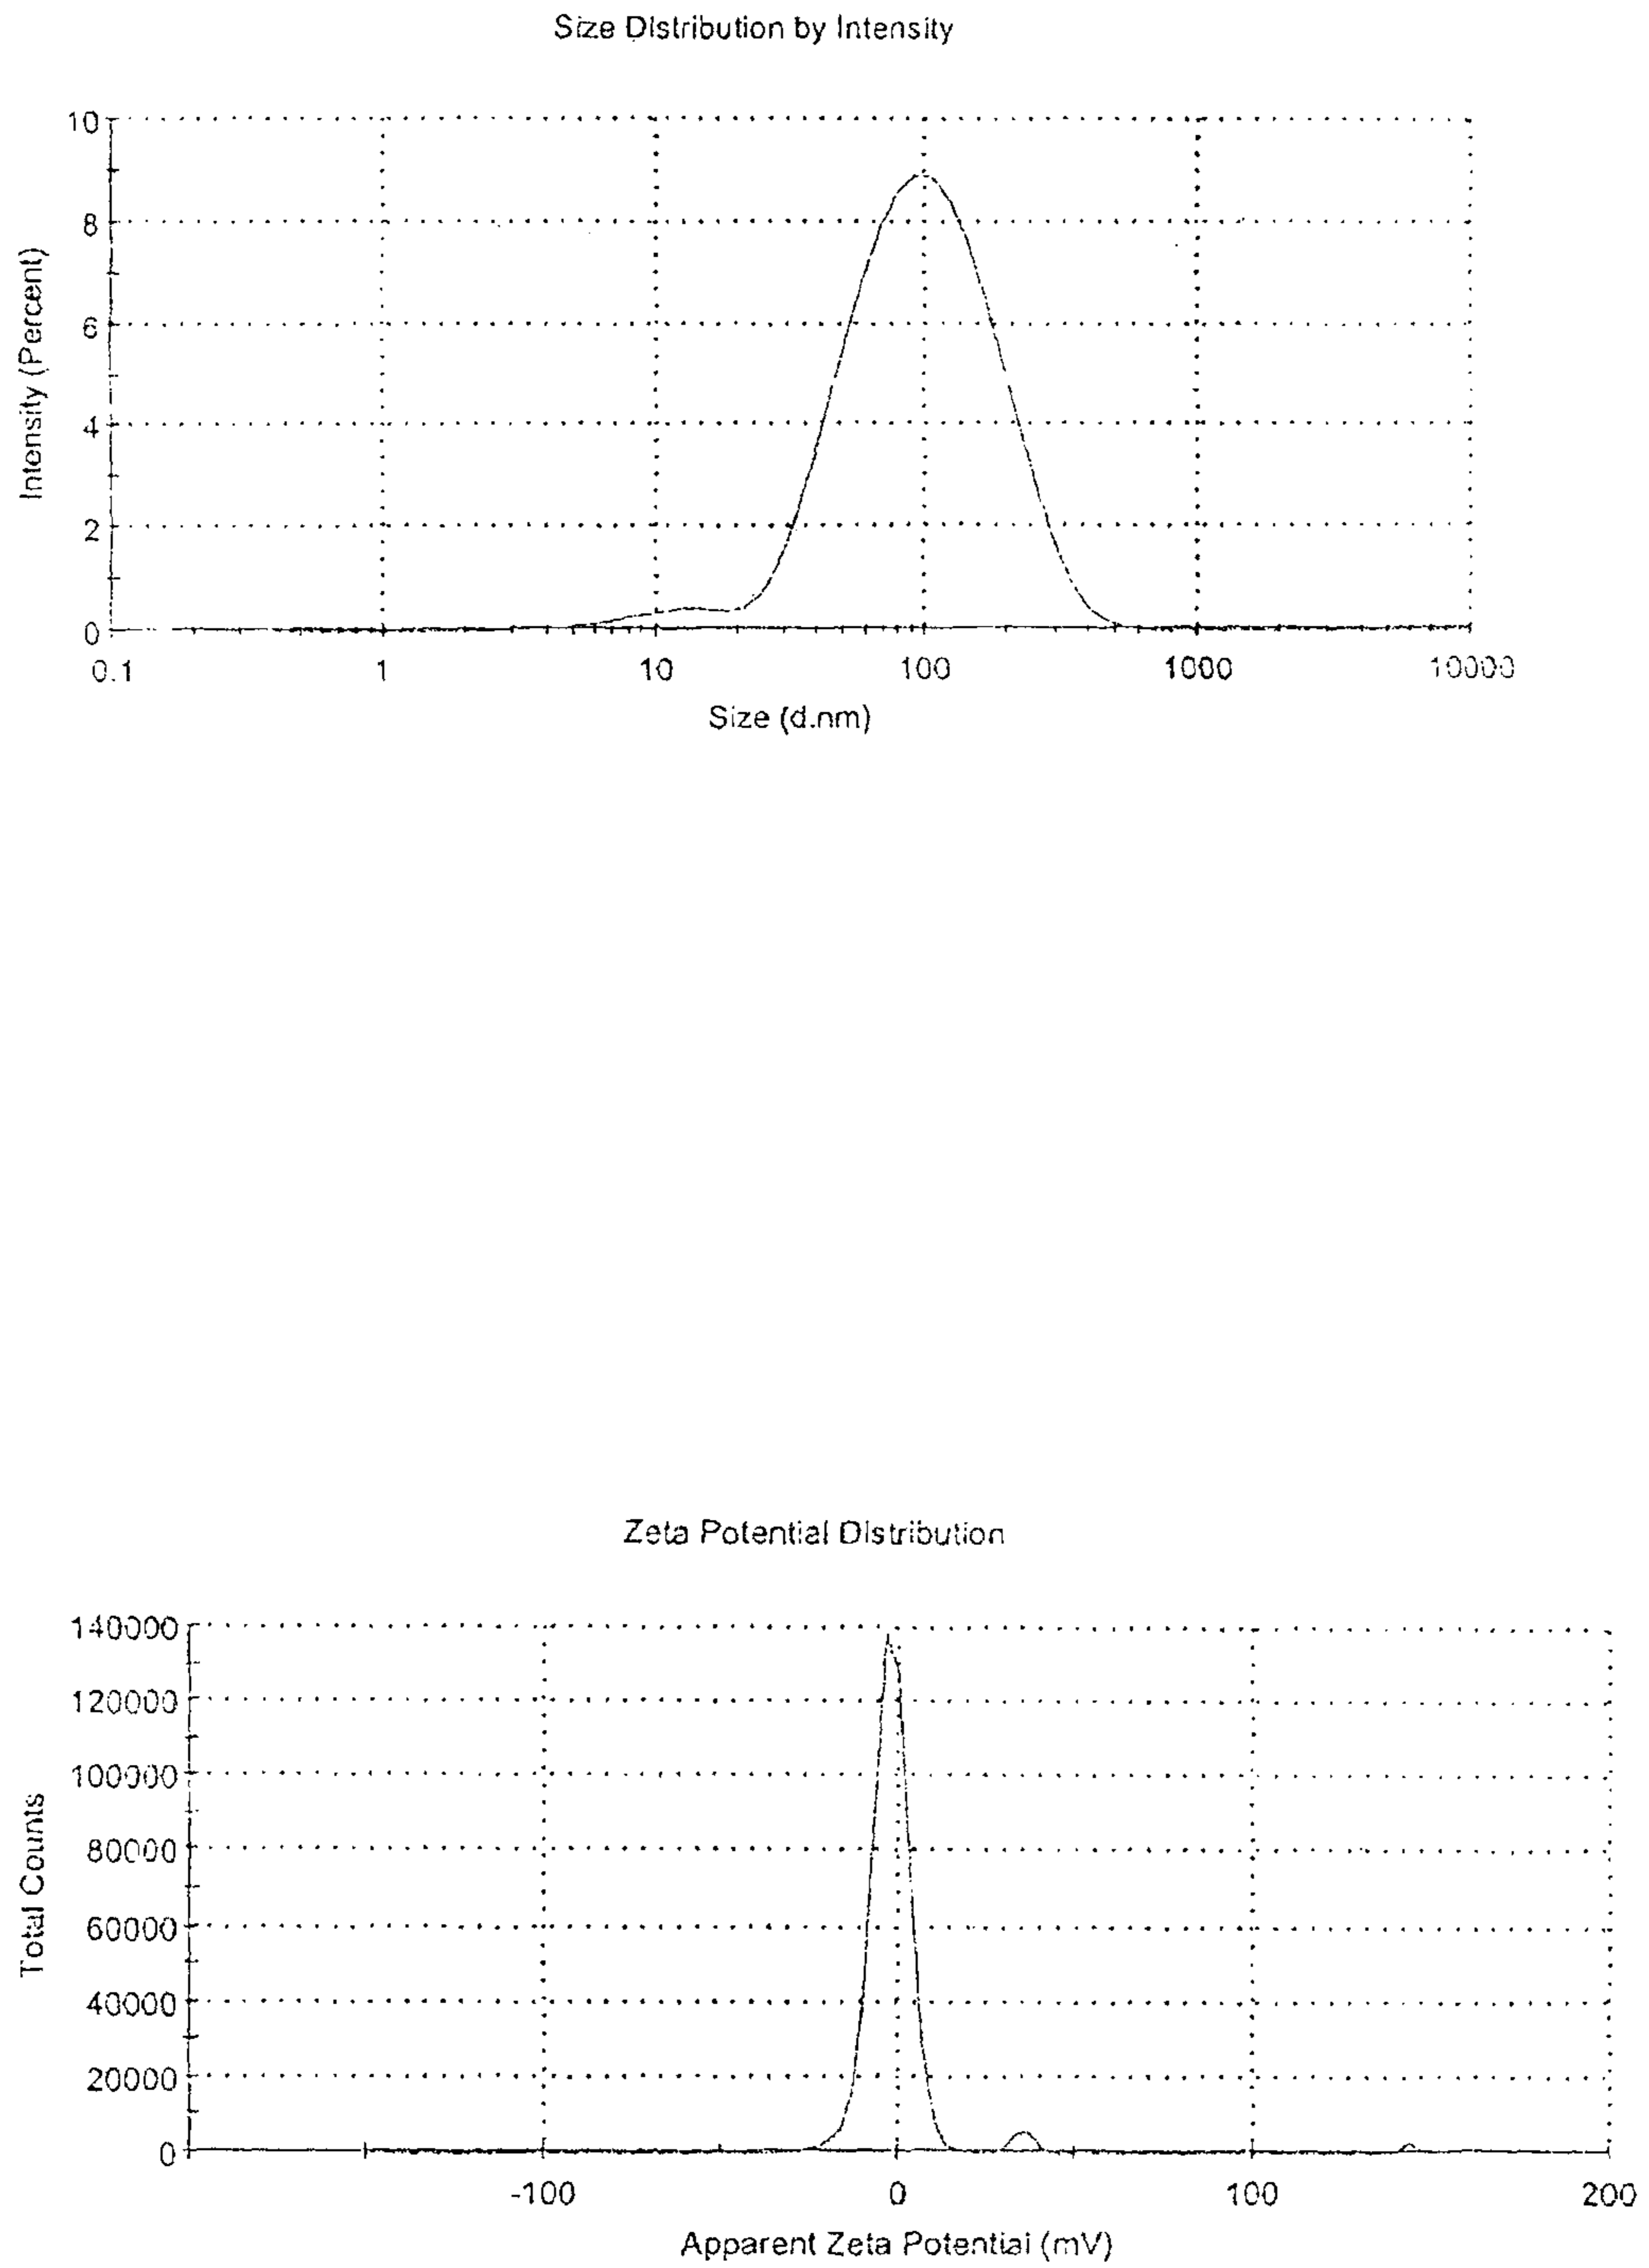 Size Distribution by Intensity
10
8
6
4
2
0
Intensity (Percent)
0.1 1 10 100 1000 10000
Size (d.nm)
Zeta Potential Distribution
140000
120000
100000
80000
60000
40000
20000
0
Total Counts
-100 0 100 200
Apparent Zeta Potential (mV)